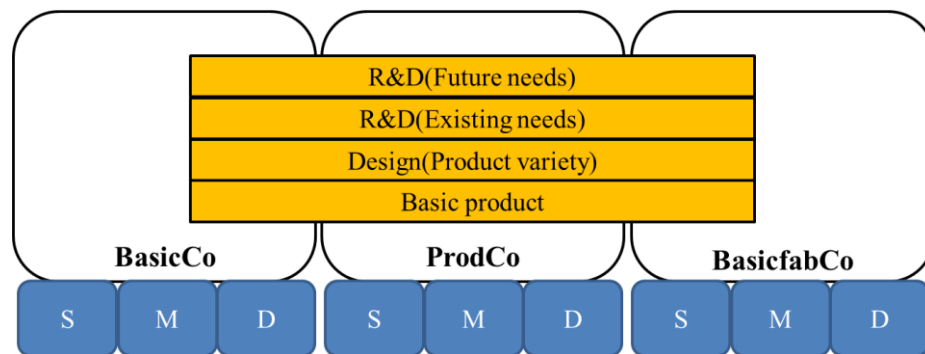 R&D(Future needs)
R&D(Existing needs)
Design(Product variety)
Basic product
BasicCo
ProdCo
BasicfabCo
S M D S M D S M D